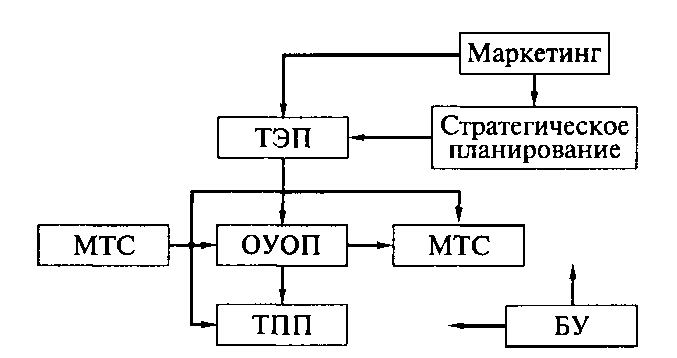 Маркетинг
ТЭП
Стратегическое
планирование
МТС
ОУОП
МТС
ТПП
БУ